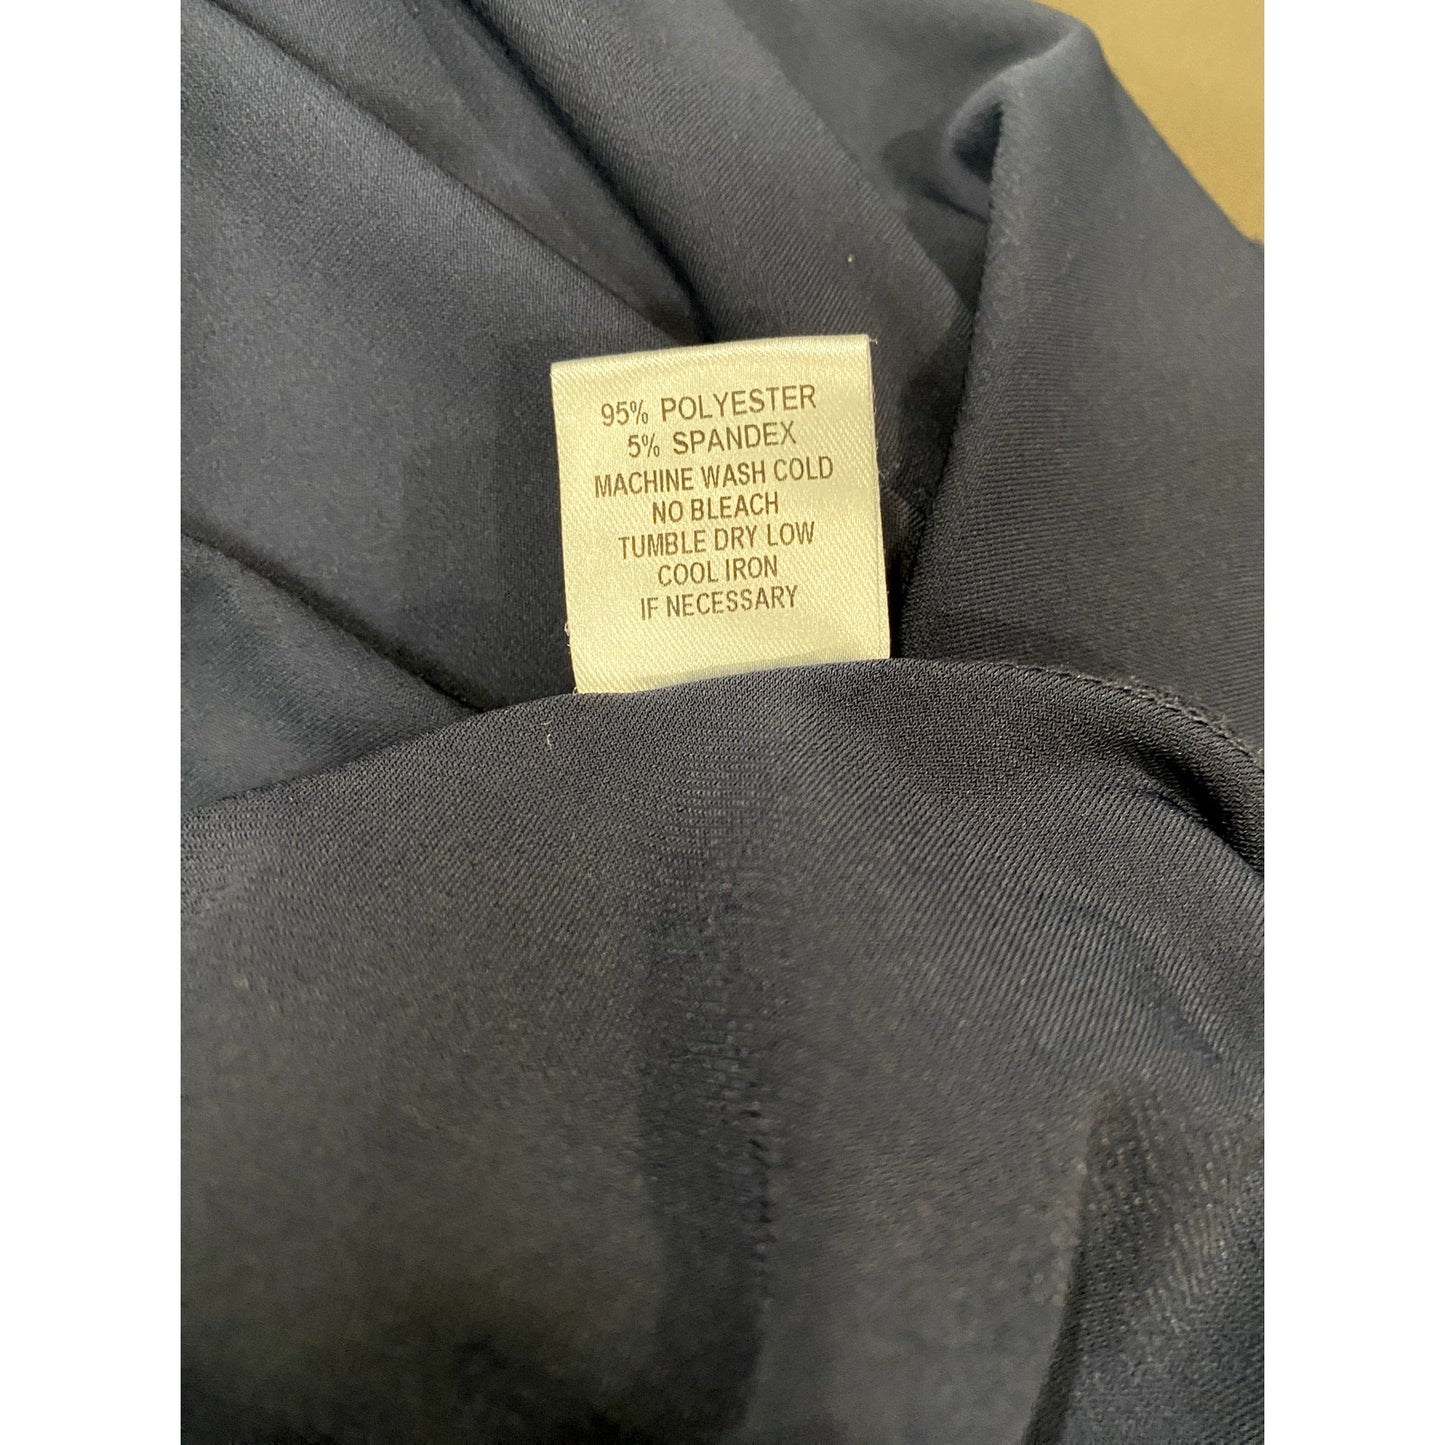 95% POLYESTER
5% SPANDEX
MACHINE WASH COLD
NO BLEACH
TUMBLE DRY LOW
COOL IRON
IF NECESSARY